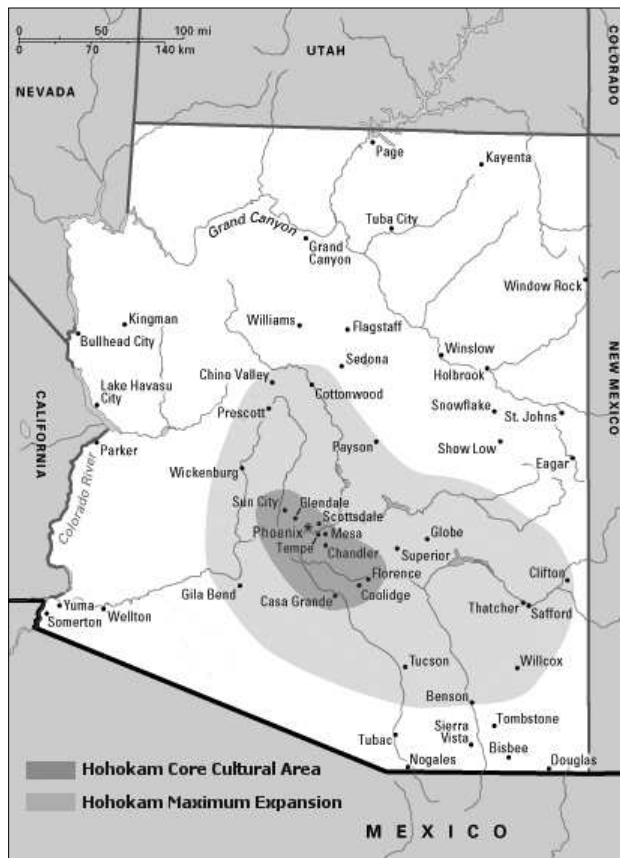 0 50 100 mi
0 70 140 km
UTAH
COLORADO
NEVADA
Page
Kayenta
Tuba City
Grand Canyon
Grand
Canyon
Window Rock
Kingman
Williams
Flagstaff
Bullhead City
Winslow
Sedona
Holbrook
NEW MEXICO
Chino Valley
Lake Havasu
City
Cottonwood
CALIFORNIA
Prescott
Snowflake
St. Johns
Parker
Payson
Show Low
Eagar
Wickenburg
Colorado River
Sun City
Glendale
Scottsdale
Phoenix
Mesa
Globe
Tempe
Chandler
Superior
Florence
Clifton
Gila Bend
Coolidge
Casa Grande
Thatcher
Safford
Yuma
Wellton
Somerton
Tucson
Willcox
Benson
Tombstone
Sierra
Vista
Tubac
Bisbee
Nogales
Douglas
Hohokam Core Cultural Area
Hohokam Maximum Expansion
MEXICO